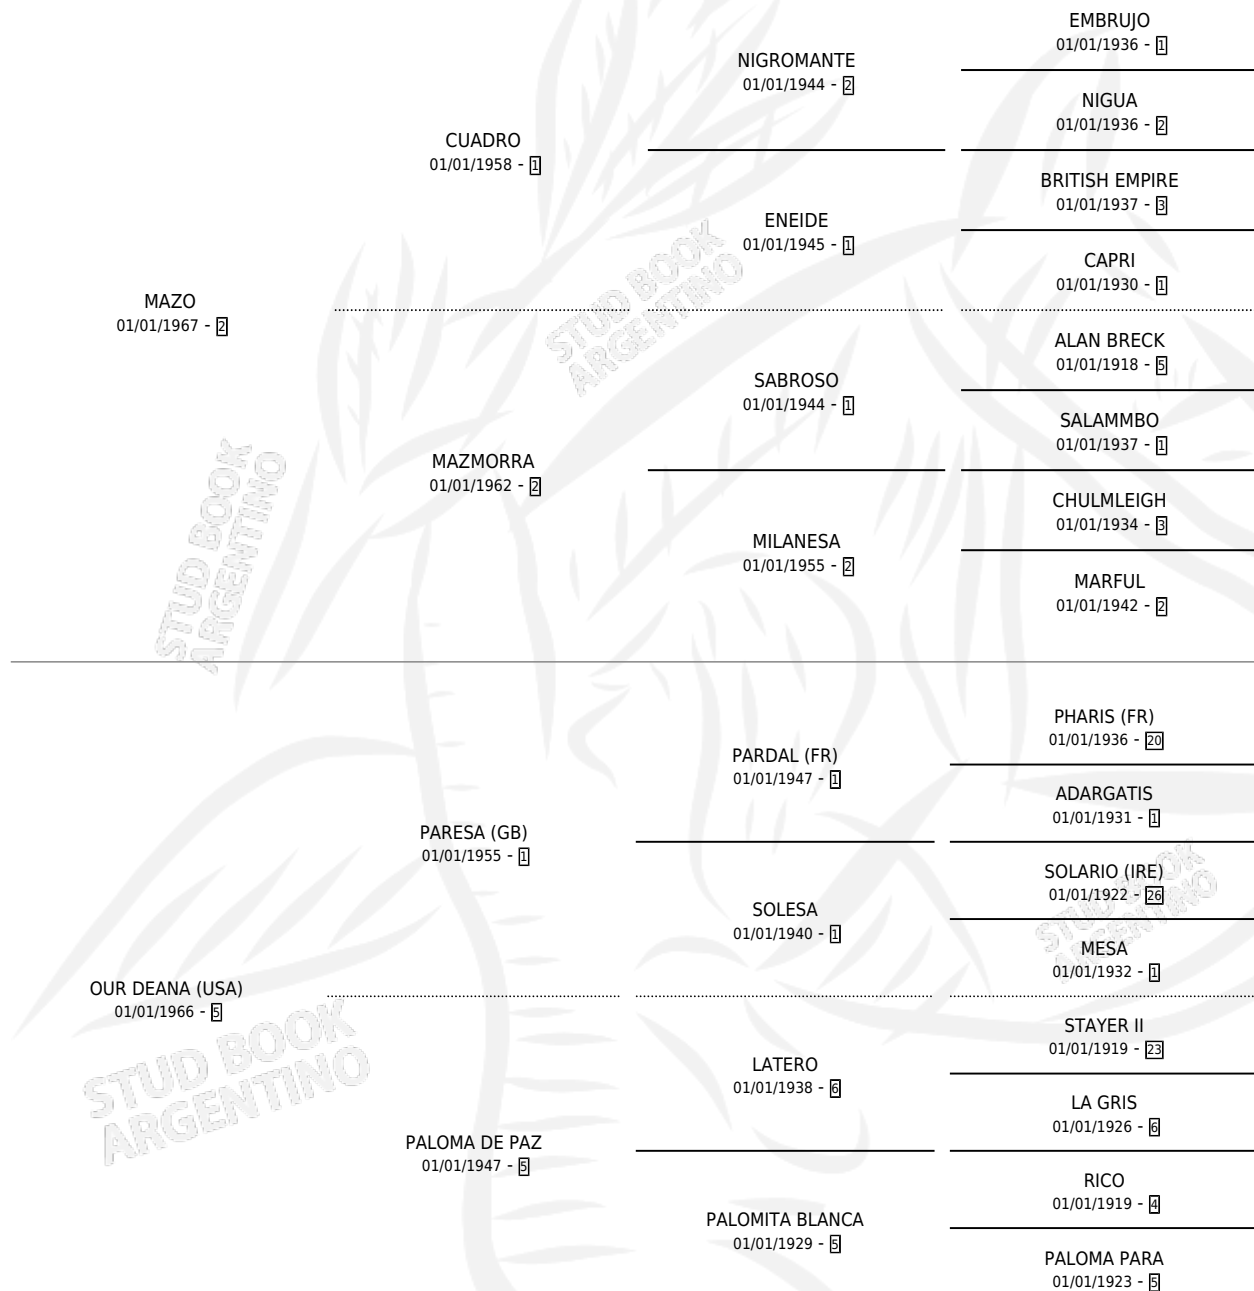 EMBRUJO
01/01/1936 - 1
NIGROMANTE
01/01/1944 - 2
NIGUA
01/01/1936 - 2
CUADRO
01/01/1958 - 1
BRITISH EMPIRE
01/01/1937 - 3
ENEIDE
01/01/1945 - 1
CAPRI
01/01/1930 - 1
MAZO
01/01/1967 - 2
ALAN BRECK
01/01/1918 - 5
SABROSO
01/01/1944 - 1
SALAMMBO
01/01/1937 - 1
MAZMORRA
01/01/1962 - 2
CHULMLEIGH
01/01/1934 - 3
MILANESA
01/01/1955 - 2
MARFUL
01/01/1942 - 2
PHARIS (FR)
01/01/1936 - 20
PARDAL (FR)
01/01/1947 - 1
ADARGATIS
01/01/1931 - 1
PARESA (GB)
01/01/1955 - 1
SOLARIO (IRE)
01/01/1922 - 26
SOLESA
01/01/1940 - 1
MESA
01/01/1932 - 1
OUR DEANA (USA)
01/01/1966 - 5
STAYER II
01/01/1919 - 23
LATERO
01/01/1938 - 6
LA GRIS
01/01/1926 - 6
PALOMA DE PAZ
01/01/1947 - 5
RICO
01/01/1919 - 4
PALOMITA BLANCA
01/01/1929 - 5
PALOMA PARA
01/01/1923 - 5
STUD BOOK
ARGENTINO
STUD BOOK
ARGENTINO
STUD BOOK
ARGENTINO
STUD BOOK
ARGENTINO